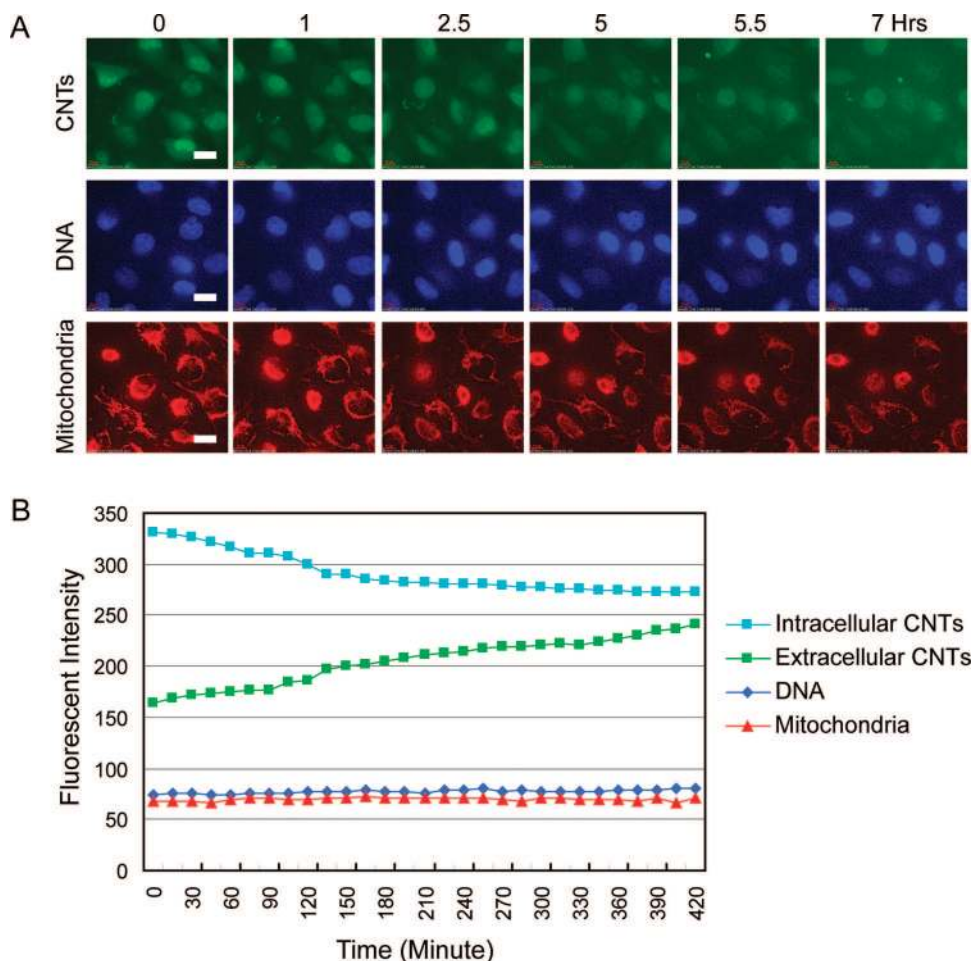 A
0 1 2.5 5 5.5 7 Hrs
CNTs
DNA
Mitochondria
B
350
300
250
200
150
100
50
0
Fluorescent Intensity
0 30 60 90 120 150 180 210 240 270 300 330 360 390 420
Time (Minute)
Intracellular CNTs
Extracellular CNTs
DNA
Mitochondria